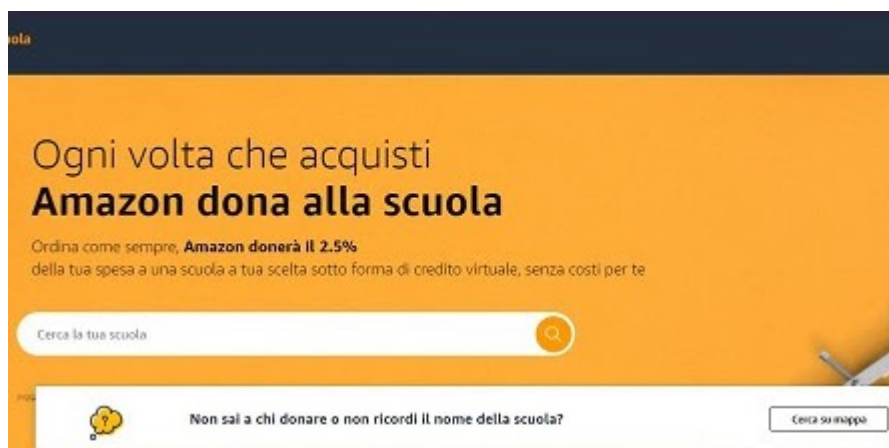 Ogni volta che acquisti
Amazon dona alla scuola
Ordina come sempre, Amazon donerà il 2.5%
della tua spesa a una scuola a tua scelta sotto forma di credito virtuale, senza costi per te
Cerca la tua scuola
Non sai a chi donare o non ricordi il nome della scuola?
Cerca su mappa